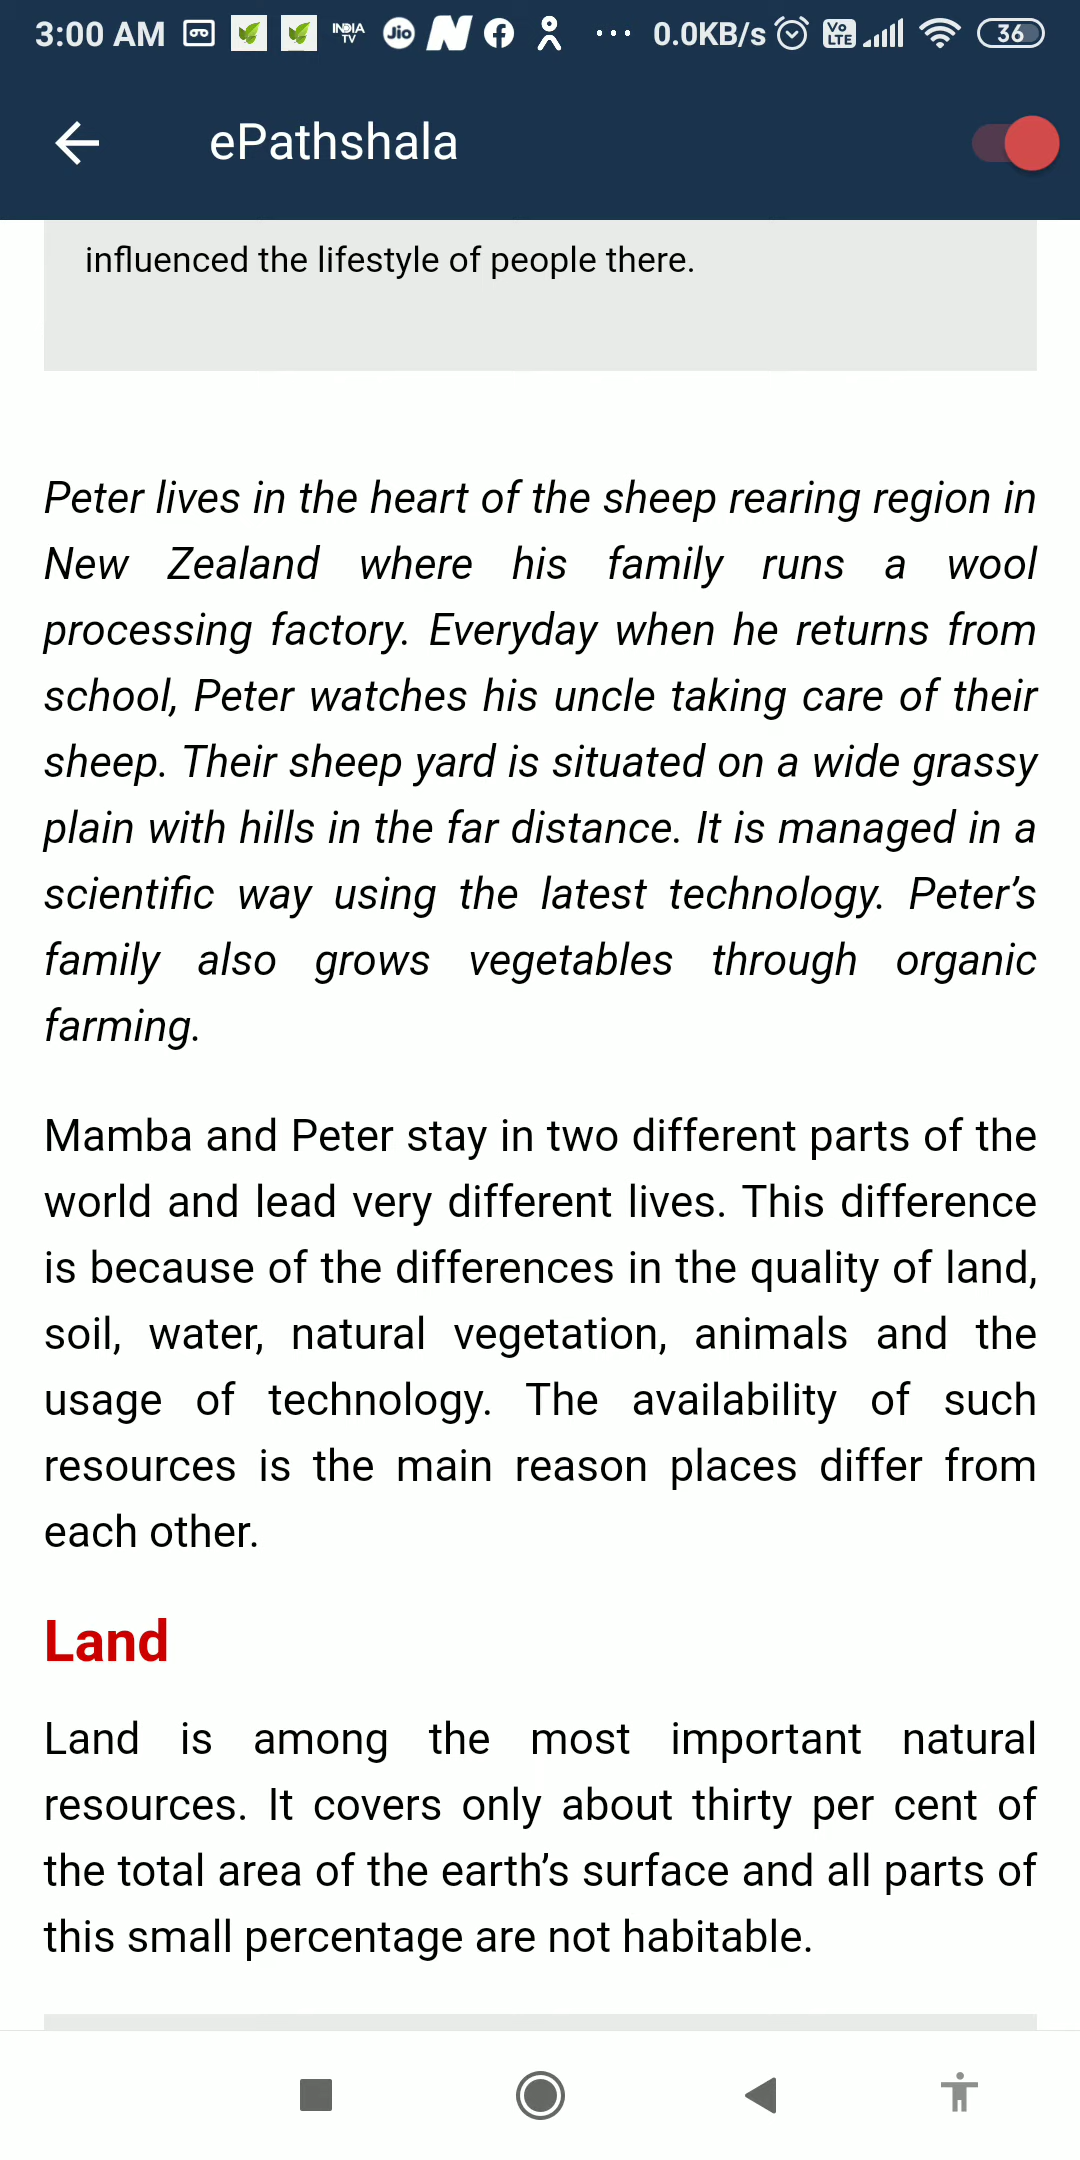 3:00 AM INDIA TV Jio N f ... 0.0KB/s Vo LTE 36
ePathshala
influenced the lifestyle of people there.
Peter lives in the heart of the sheep rearing region in
New Zealand where his family runs a wool
processing factory. Everyday when he returns from
school, Peter watches his uncle taking care of their
sheep. Their sheep yard is situated on a wide grassy
plain with hills in the far distance. It is managed in a
scientific way using the latest technology. Peter’s
family also grows vegetables through organic
farming.
Mamba and Peter stay in two different parts of the
world and lead very different lives. This difference
is because of the differences in the quality of land,
soil, water, natural vegetation, animals and the
usage of technology. The availability of such
resources is the main reason places differ from
each other.
Land
Land is among the most important natural
resources. It covers only about thirty per cent of
the total area of the earth’s surface and all parts of
this small percentage are not habitable.